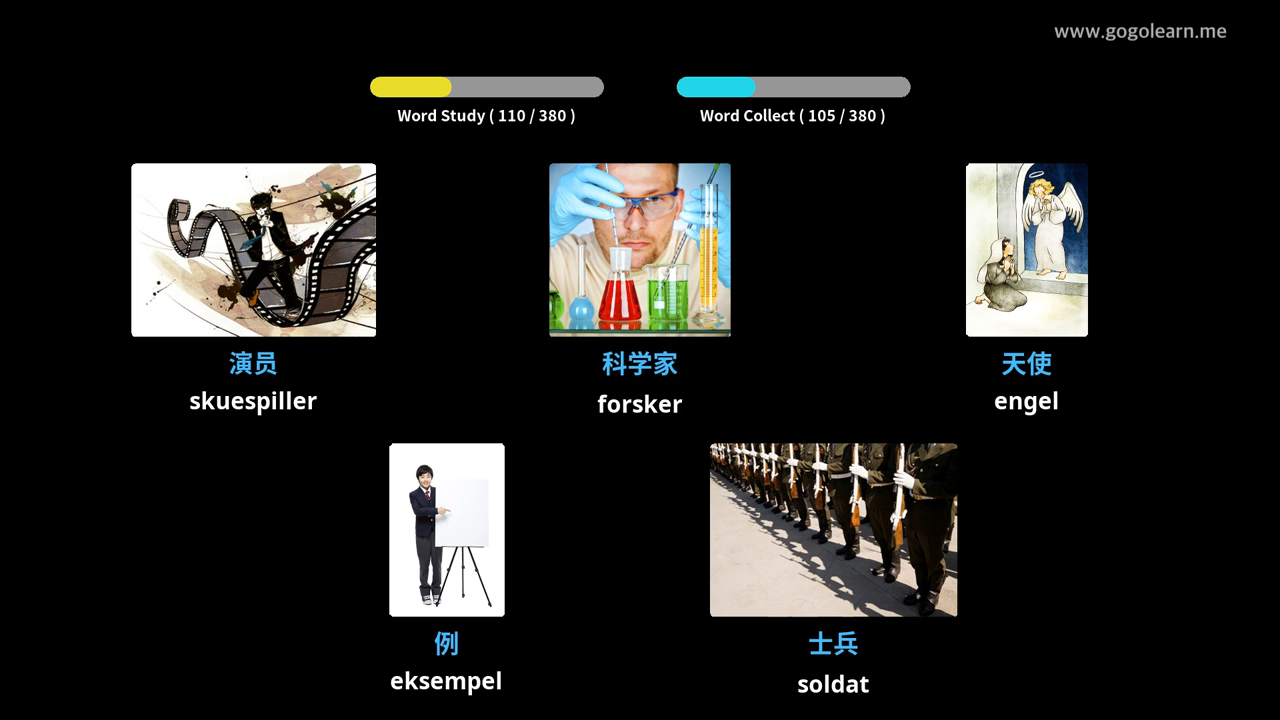 www.gogolearn.me
Word Study ( 110 / 380 )
Word Collect ( 105 / 380 )
演员
skuespiller
科学家
forsker
天使
engel
例
eksempel
士兵
soldat